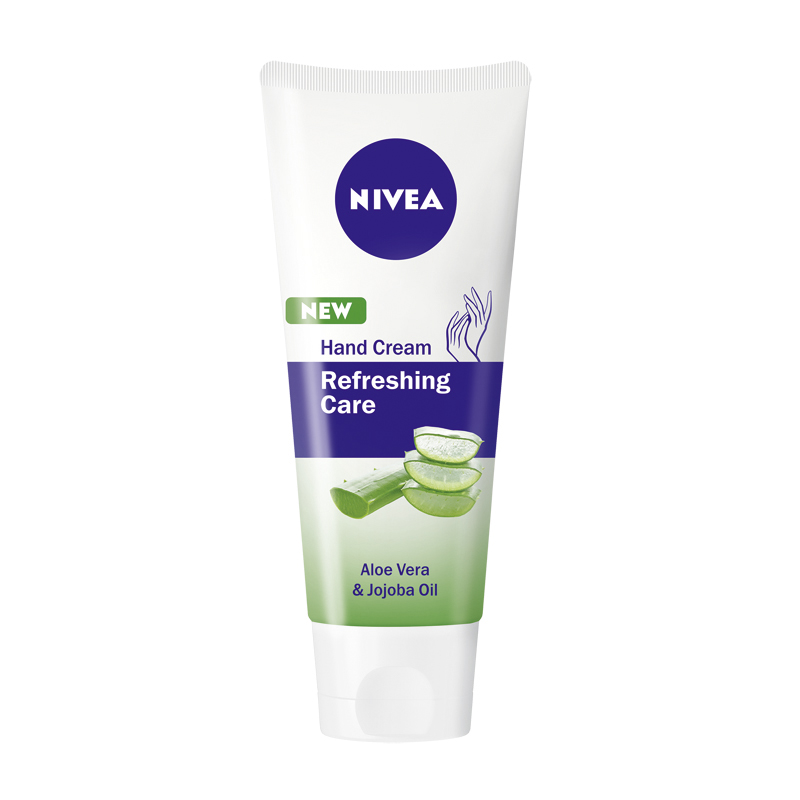 NIVEA
NEW
Hand Cream
Refreshing
Care
Aloe Vera
& Jojoba Oil